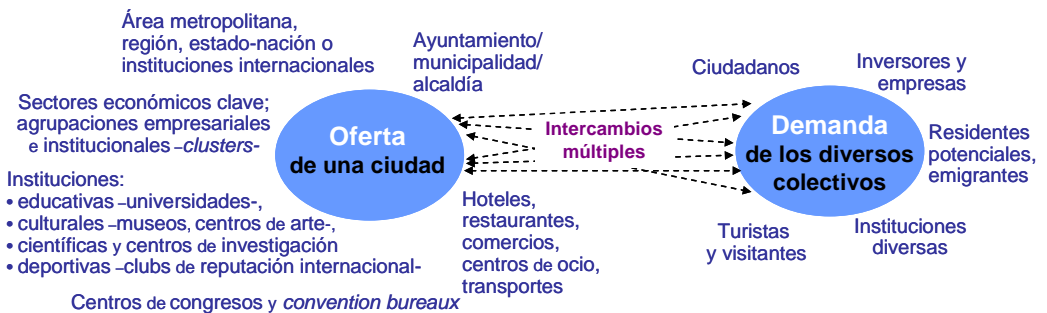 Área metropolitana,
región, estado-nación o
instituciones internacionales
Ayuntamiento/
municipalidad/
alcaldía
Sectores económicos clave;
agrupaciones empresariales
e institucionales –clusters-
Instituciones:
• educativas –universidades-,
• culturales –museos, centros de arte-,
• científicas y centros de investigación
• deportivas –clubs de reputación internacional-
Centros de congresos y convention bureaux
Oferta
de una ciudad
Hoteles,
restaurantes,
comercios,
centros de ocio,
transportes
Intercambios
múltiples
Ciudadanos
Inversores y
empresas
Demanda
de los diversos
colectivos
Residentes
potenciales,
emigrantes
Turistas
y visitantes
Instituciones
diversas